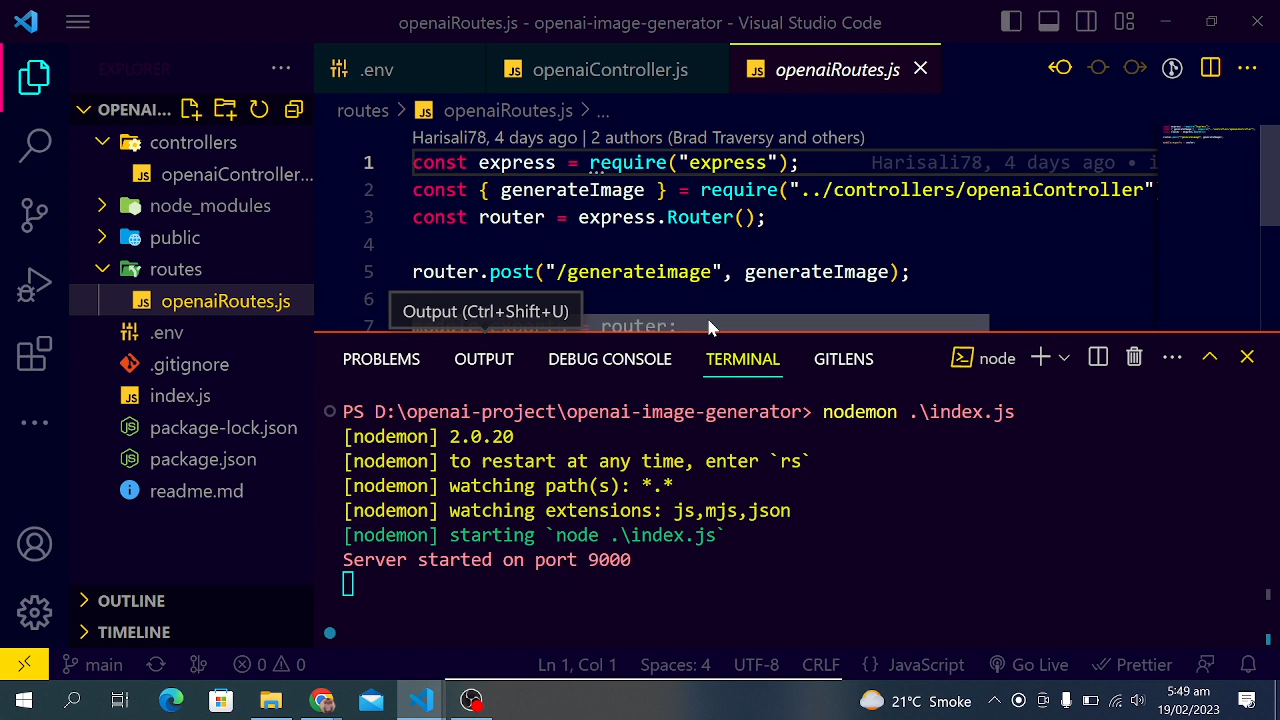 openaiRoutes.js - openai-image-generator - Visual Studio Code
EXPLORER
.env
openaiController.js
openaiRoutes.js
OPENAI...
routes > openaiRoutes.js > ...
controllers
openaiController...
node_modules
public
routes
openaiRoutes.js
.env
.gitignore
index.js
package-lock.json
package.json
readme.md
OUTLINE
TIMELINE
Harisali78, 4 days ago | 2 authors (Brad Traversy and others)
1 const express = require("express"); Harisali78, 4 days ago • i
2 const { generateImage } = require("../controllers/openaiController"
3 const router = express.Router();
4
5 router.post("/generateimage", generateImage);
6
7 = router;
Output (Ctrl+Shift+U)
PROBLEMS OUTPUT DEBUG CONSOLE TERMINAL GITLENS
node
PS D:\openai-project\openai-image-generator> nodemon .\index.js
[nodemon] 2.0.20
[nodemon] to restart at any time, enter `rs`
[nodemon] watching path(s): *.*
[nodemon] watching extensions: js,mjs,json
[nodemon] starting `node .\index.js`
Server started on port 9000
main 0 0 Ln 1, Col 1 Spaces: 4 UTF-8 CRLF {} JavaScript Go Live Prettier
21°C Smoke
5:49 am
19/02/2023